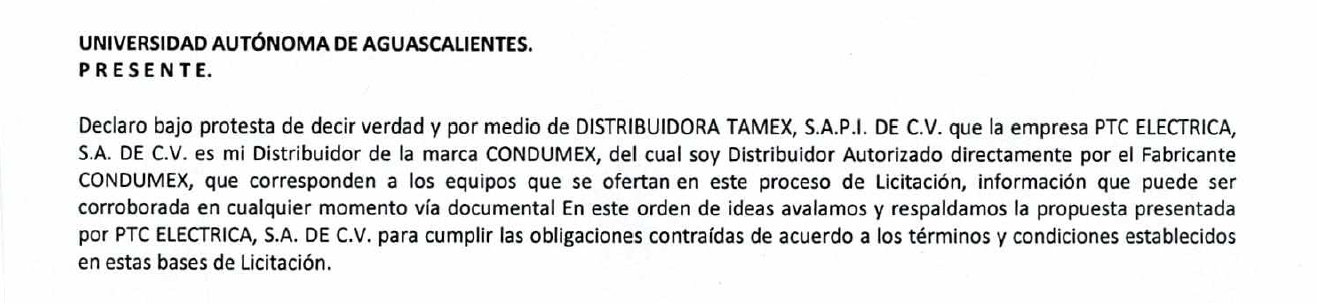 UNIVERSIDAD AUTÓNOMA DE AGUASCALIENTES.
P R E S E N T E.
Declaro bajo protesta de decir verdad y por medio de DISTRIBUIDORA TAMEX, S.A.P.I. DE C.V. que la empresa PTC ELECTRICA,
S.A. DE C.V. es mi Distribuidor de la marca CONDUMEX, del cual soy Distribuidor Autorizado directamente por el Fabricante
CONDUMEX, que corresponden a los equipos que se ofertan en este proceso de Licitación, información que puede ser
corroborada en cualquier momento vía documental En este orden de ideas avalamos y respaldamos la propuesta presentada
por PTC ELECTRICA, S.A. DE C.V. para cumplir las obligaciones contraídas de acuerdo a los términos y condiciones establecidos
en estas bases de Licitación.